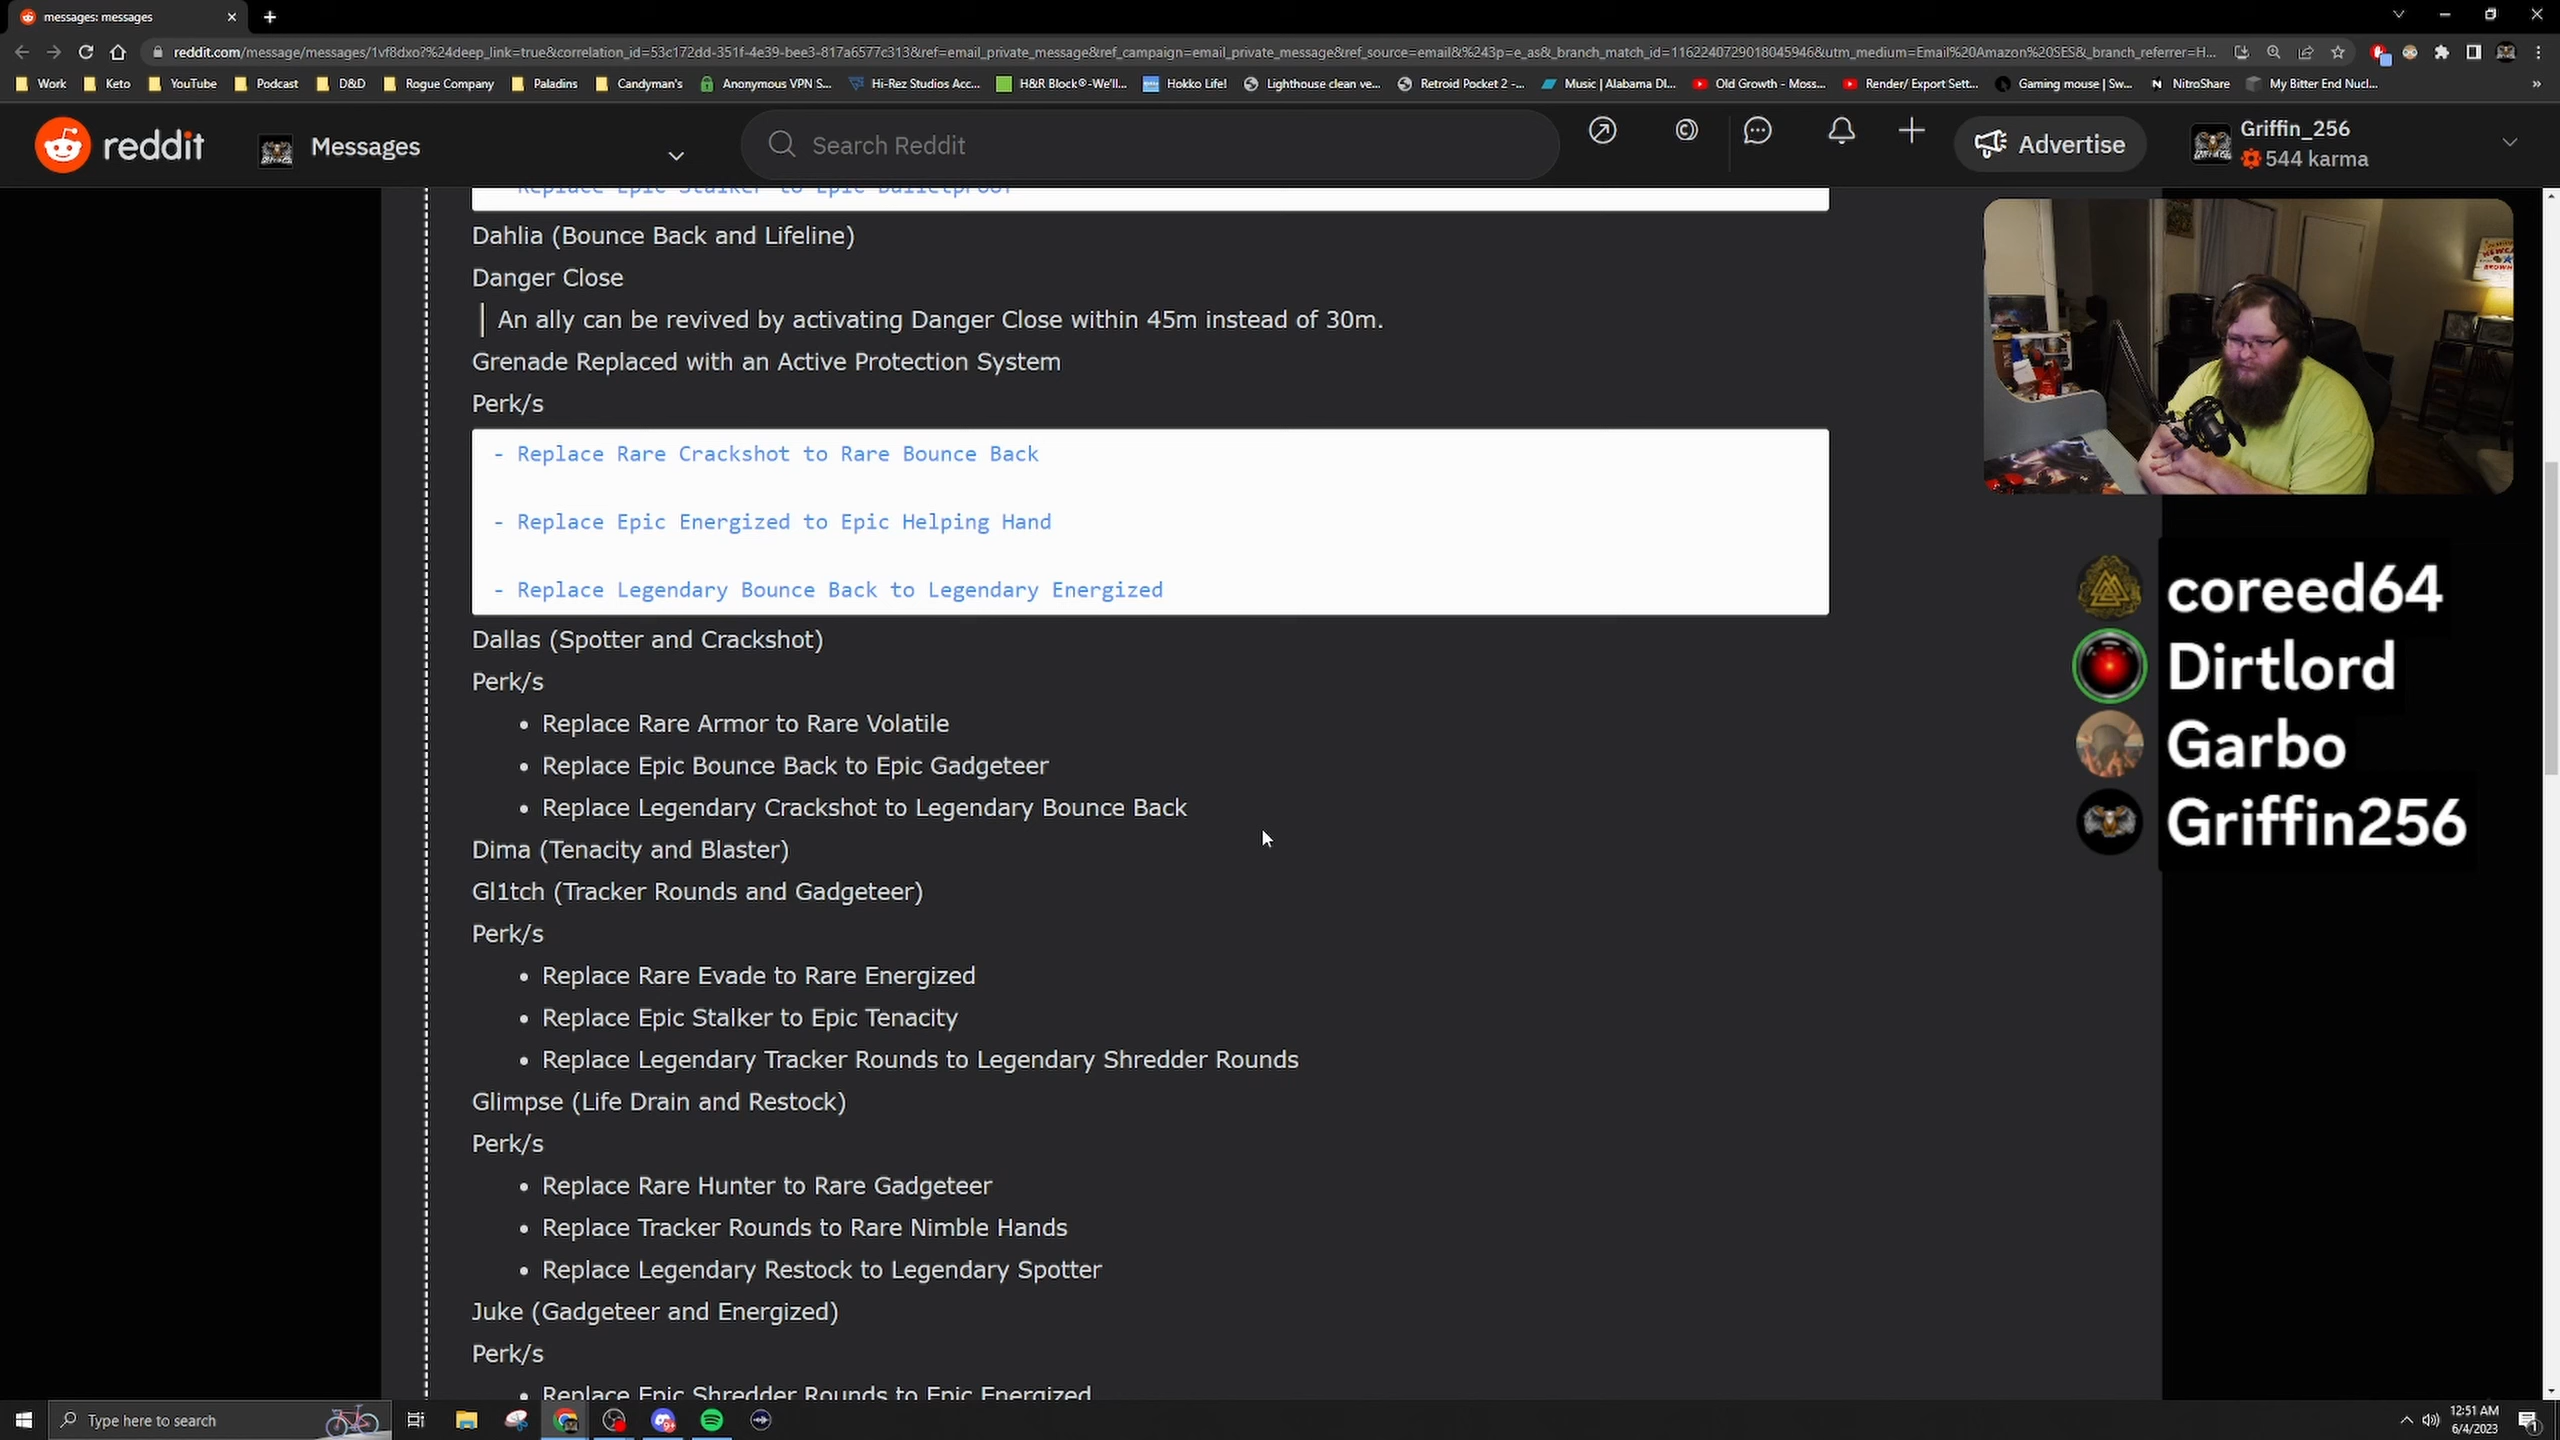 messages: messages
reddit.com/message/messages/1vf8dxo?%24deep_link=true&correlation_id=53c172dd-351f-4e39-bee3-817a6577c313&ref=email_private_message&ref_campaign=email_private_message&ref_source=email&%243p=e_as&_branch_match_id=1162240729018045946&utm_medium=Email%20Amazon%20SES&_branch_referrer=H...
Work Keto YouTube Podcast D&D Rogue Company Paladins Candyman's Anonymous VPN S... Hi-Rez Studios Acc... H&R Block®-We'll... Hokko Life! Lighthouse clean ve... Retroid Pocket 2 -... Music | Alabama DI... Old Growth - Moss... Render/ Export Sett... Gaming mouse | Sw... NitroShare My Bitter End Nucl... »
reddit Messages Search Reddit Advertise Griffin_256
544 karma
- Replace Epic Stalker to Epic Bulletproof
Dahlia (Bounce Back and Lifeline)
Danger Close
An ally can be revived by activating Danger Close within 45m instead of 30m.
Grenade Replaced with an Active Protection System
Perk/s
- Replace Rare Crackshot to Rare Bounce Back
- Replace Epic Energized to Epic Helping Hand
- Replace Legendary Bounce Back to Legendary Energized
Dallas (Spotter and Crackshot)
Perk/s
• Replace Rare Armor to Rare Volatile
• Replace Epic Bounce Back to Epic Gadgeteer
• Replace Legendary Crackshot to Legendary Bounce Back
Dima (Tenacity and Blaster)
Gl1tch (Tracker Rounds and Gadgeteer)
Perk/s
• Replace Rare Evade to Rare Energized
• Replace Epic Stalker to Epic Tenacity
• Replace Legendary Tracker Rounds to Legendary Shredder Rounds
Glimpse (Life Drain and Restock)
Perk/s
• Replace Rare Hunter to Rare Gadgeteer
• Replace Tracker Rounds to Rare Nimble Hands
• Replace Legendary Restock to Legendary Spotter
Juke (Gadgeteer and Energized)
Perk/s
• Replace Epic Shredder Rounds to Epic Energized
coreed64
Dirtlord
Garbo
Griffin256
Type here to search
12:51 AM
6/4/2023